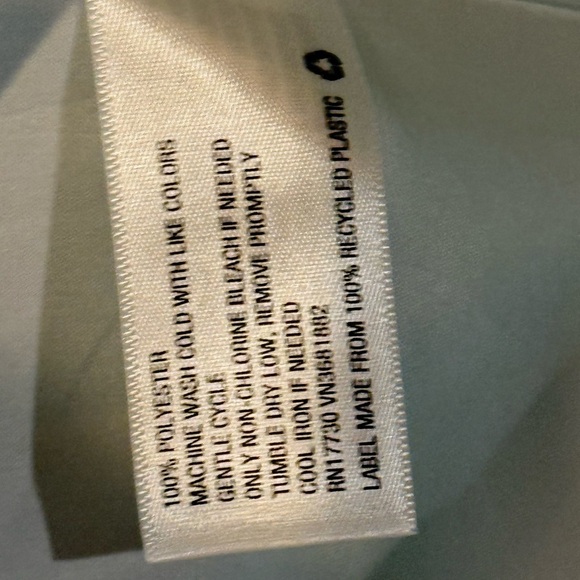 100% POLYESTER
MACHINE WASH COLD WITH LIKE COLORS
GENTLE CYCLE
ONLY NON-CHLORINE BLEACH IF NEEDED
TUMBLE DRY LOW, REMOVE PROMPTLY
COOL IRON IF NEEDED
RN17730 VN3681882
LABEL MADE FROM 100% RECYCLED PLASTIC